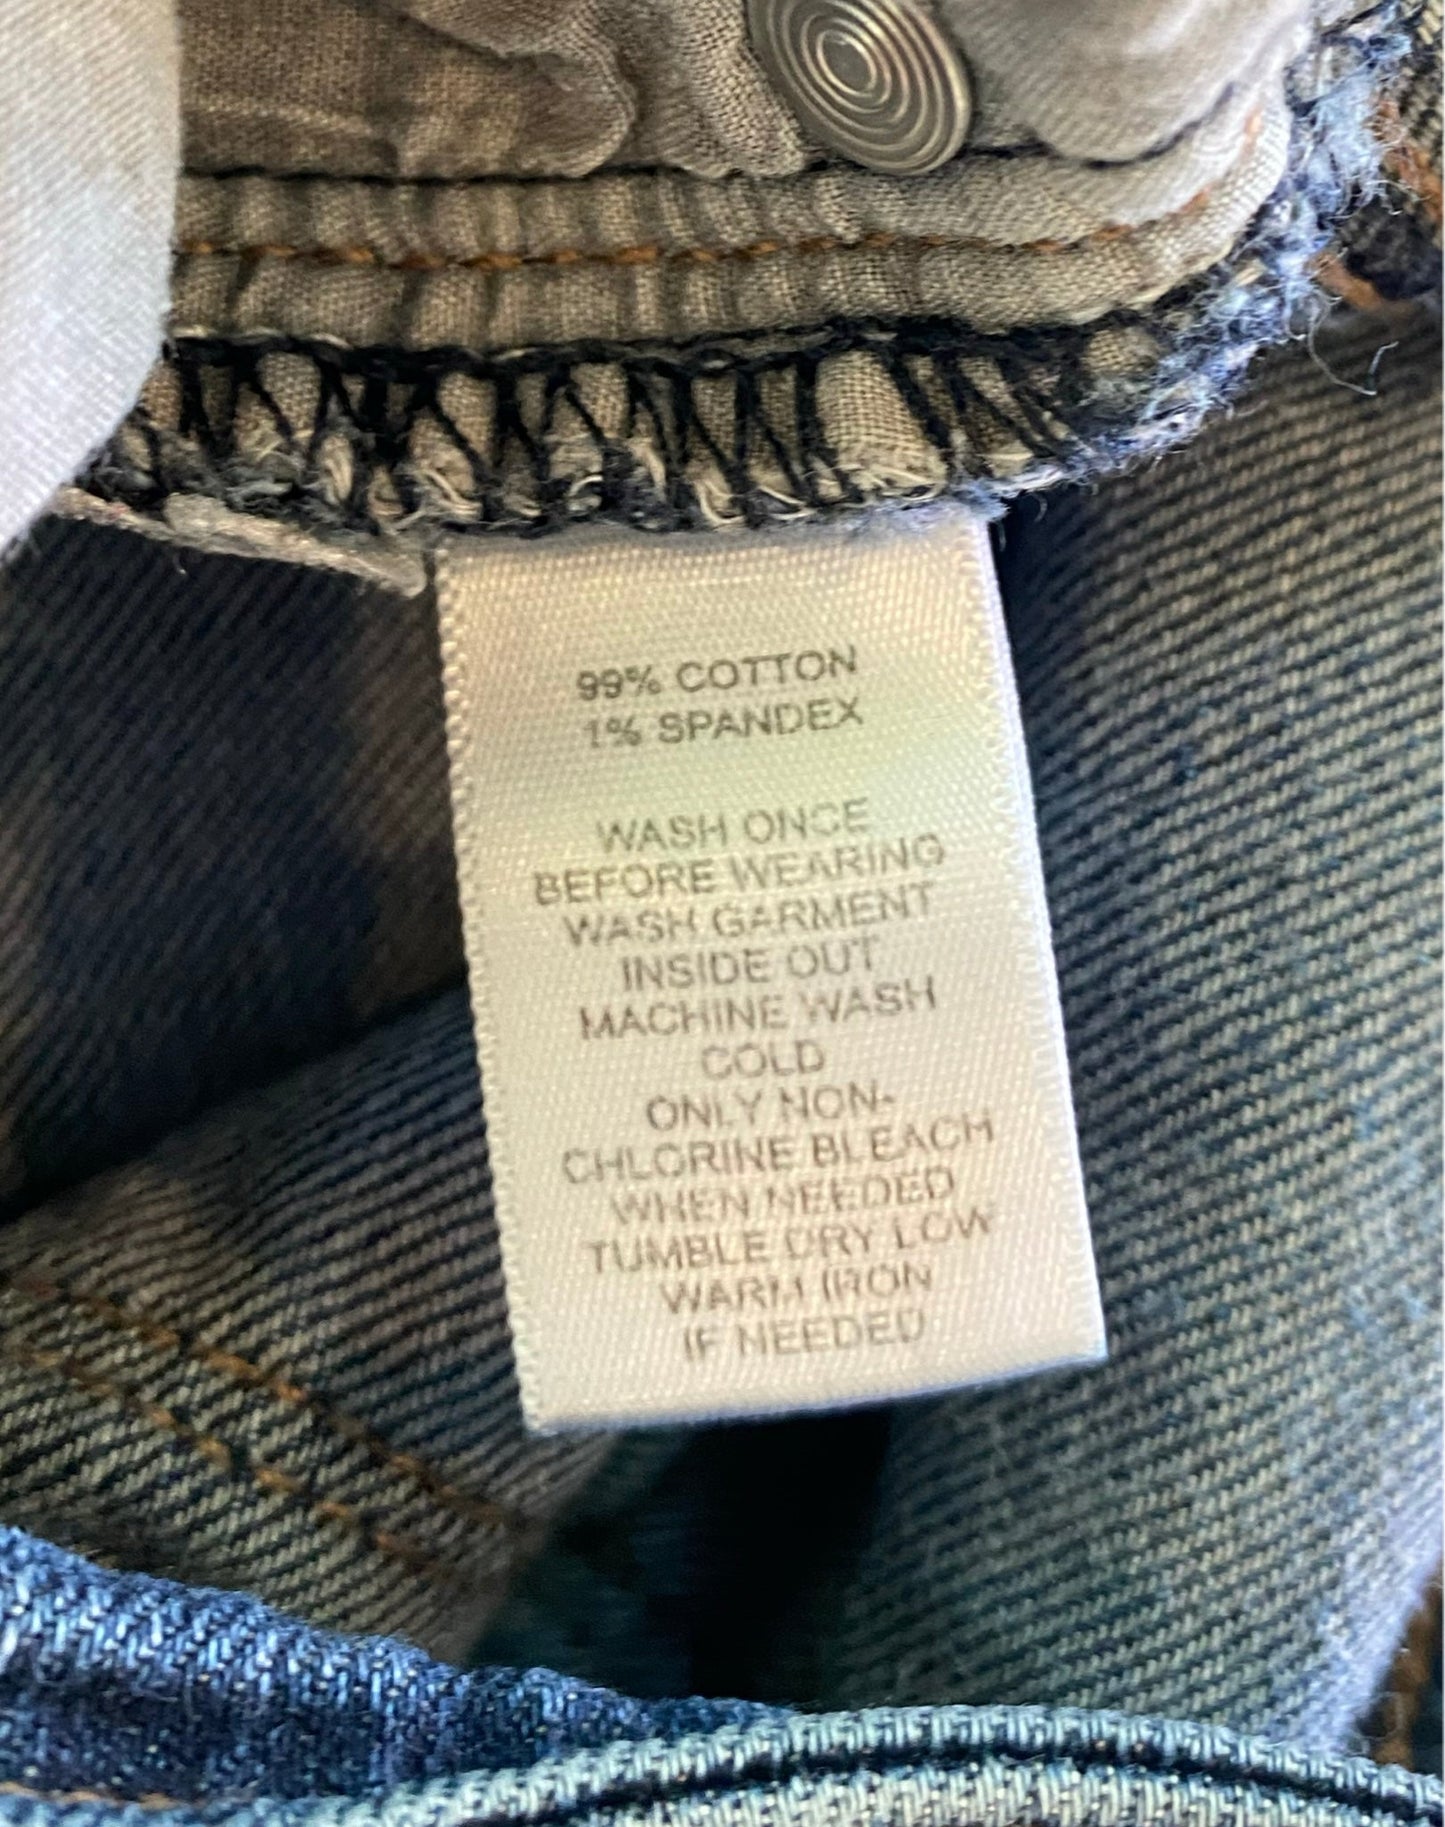 99% COTTON
1% SPANDEX
WASH ONCE
BEFORE WEARING
WASH GARMENT
INSIDE OUT
MACHINE WASH
COLD
ONLY NON-
CHLORINE BLEACH
WHEN NEEDED
TUMBLE DRY LOW
WARM IRON
IF NEEDED